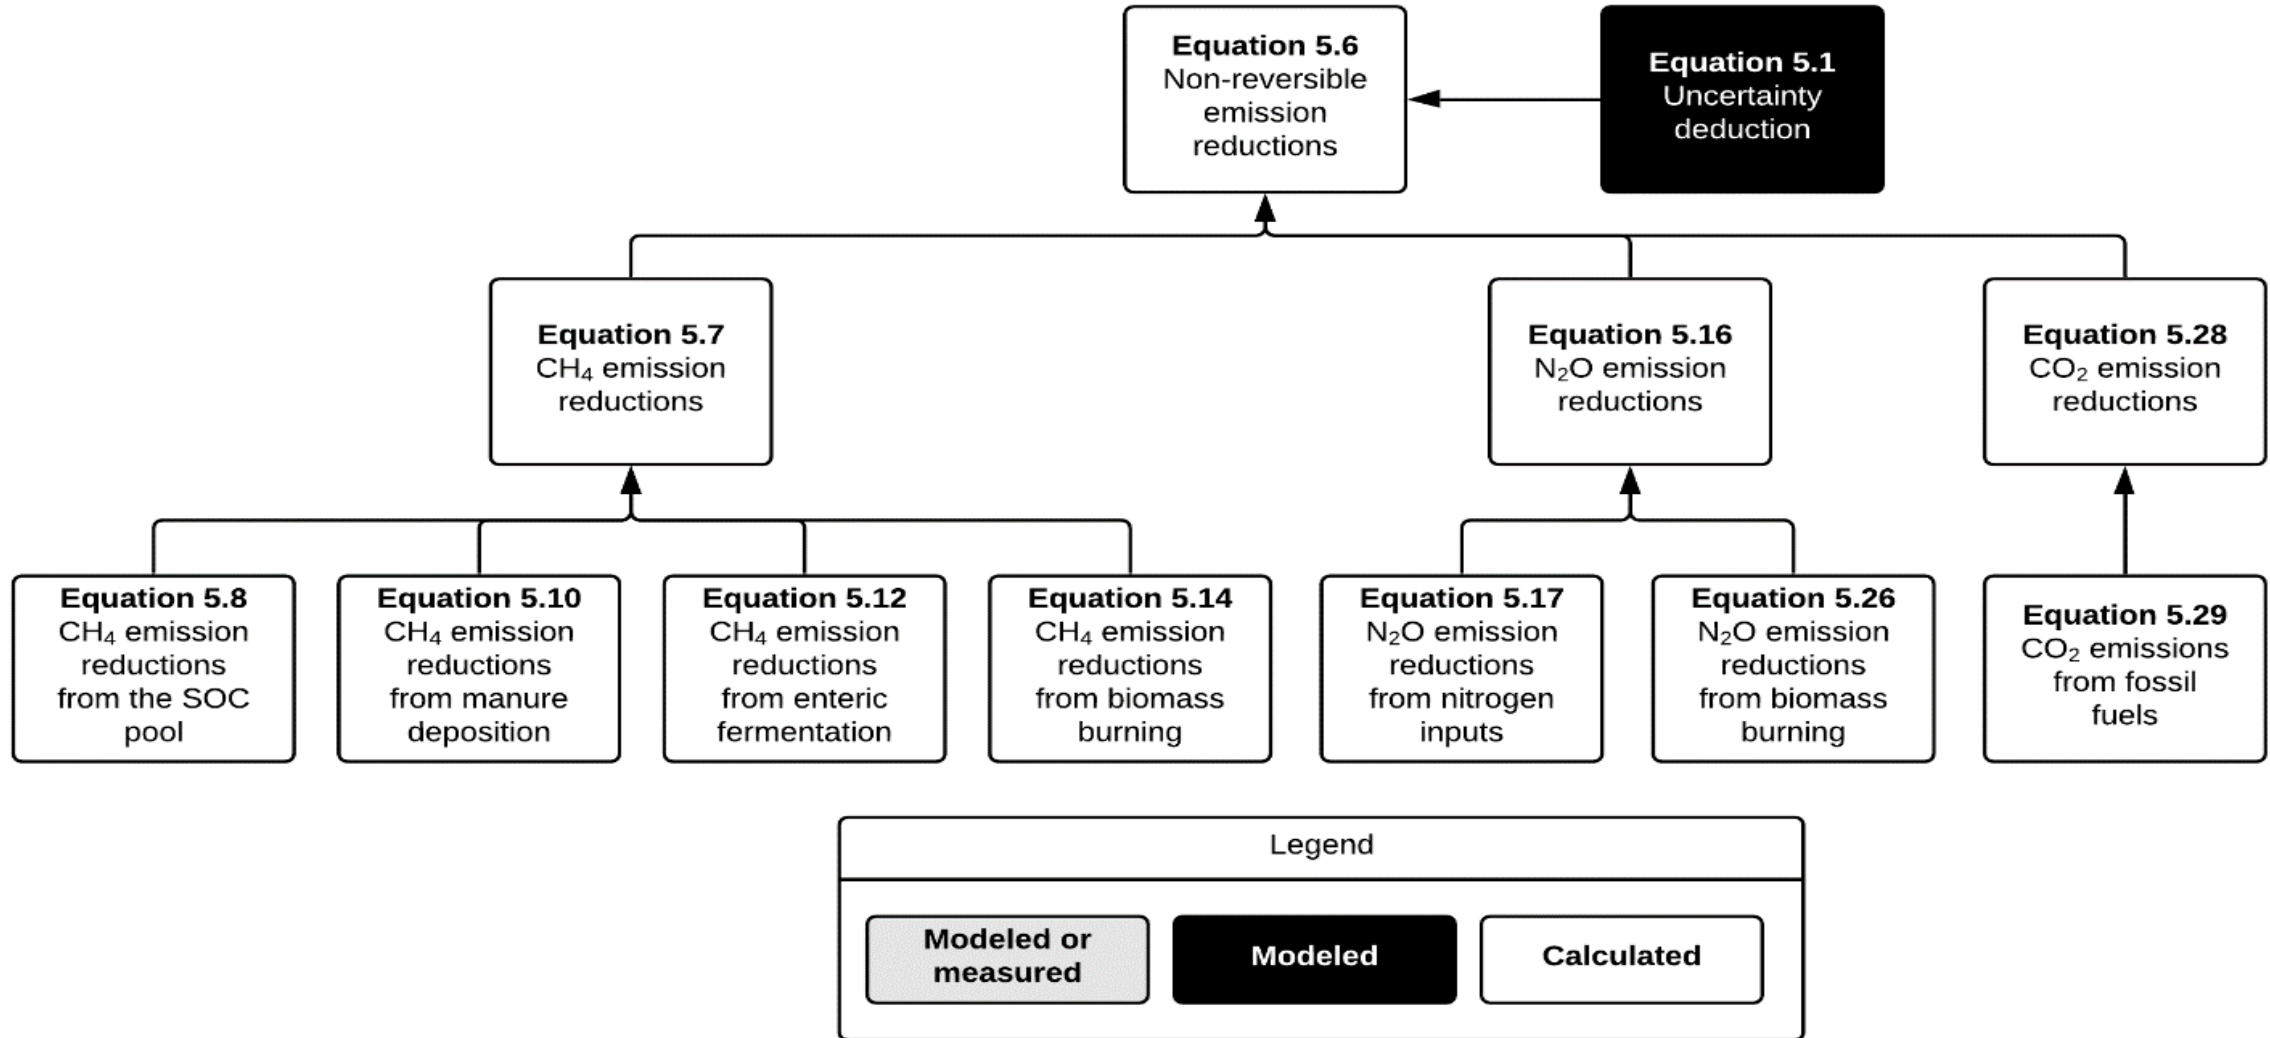 Equation 5.6
Non-reversible
emission
reductions
Equation 5.1
Uncertainty
deduction
Equation 5.7
CH₄ emission
reductions
Equation 5.16
N₂O emission
reductions
Equation 5.28
CO₂ emission
reductions
Equation 5.8
CH₄ emission
reductions
from the SOC
pool
Equation 5.10
CH₄ emission
reductions
from manure
deposition
Equation 5.12
CH₄ emission
reductions
from enteric
fermentation
Equation 5.14
CH₄ emission
reductions
from biomass
burning
Equation 5.17
N₂O emission
reductions
from nitrogen
inputs
Equation 5.26
N₂O emission
reductions
from biomass
burning
Equation 5.29
CO₂ emissions
from fossil
fuels
Legend
Modeled or
measured
Modeled
Calculated